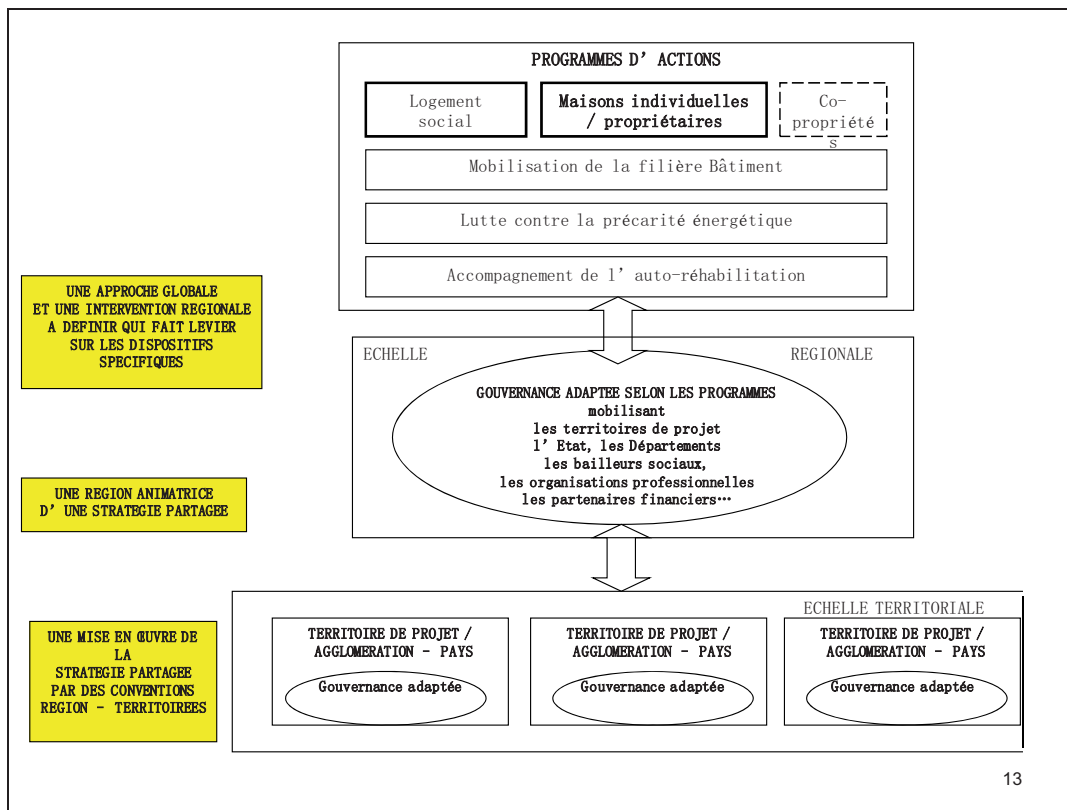 PROGRAMMES D’ ACTIONS
Logement
social
Maisons individuelles
/ propriétaires
Co-
propriété
s
Mobilisation de la filière Bâtiment
Lutte contre la précarité énergétique
Accompagnement de l’ auto-réhabilitation
UNE APPROCHE GLOBALE
ET UNE INTERVENTION REGIONALE
A DEFINIR QUI FAIT LEVIER
SUR LES DISPOSITIFS
SPECIFIQUES
ECHELLE
REGIONALE
GOUVERNANCE ADAPTEE SELON LES PROGRAMMES
mobilisant
les territoires de projet
l’ Etat, les Départements
les bailleurs sociaux,
les organisations professionnelles
les partenaires financiers…
UNE REGION ANIMATRICE
D’ UNE STRATEGIE PARTAGEE
ECHELLE TERRITORIALE
UNE MISE EN ŒUVRE DE
LA
STRATEGIE PARTAGEE
PAR DES CONVENTIONS
REGION - TERRITOIREES
TERRITOIRE DE PROJET /
AGGLOMERATION - PAYS
Gouvernance adaptée
TERRITOIRE DE PROJET /
AGGLOMERATION - PAYS
Gouvernance adaptée
TERRITOIRE DE PROJET /
AGGLOMERATION - PAYS
Gouvernance adaptée
13